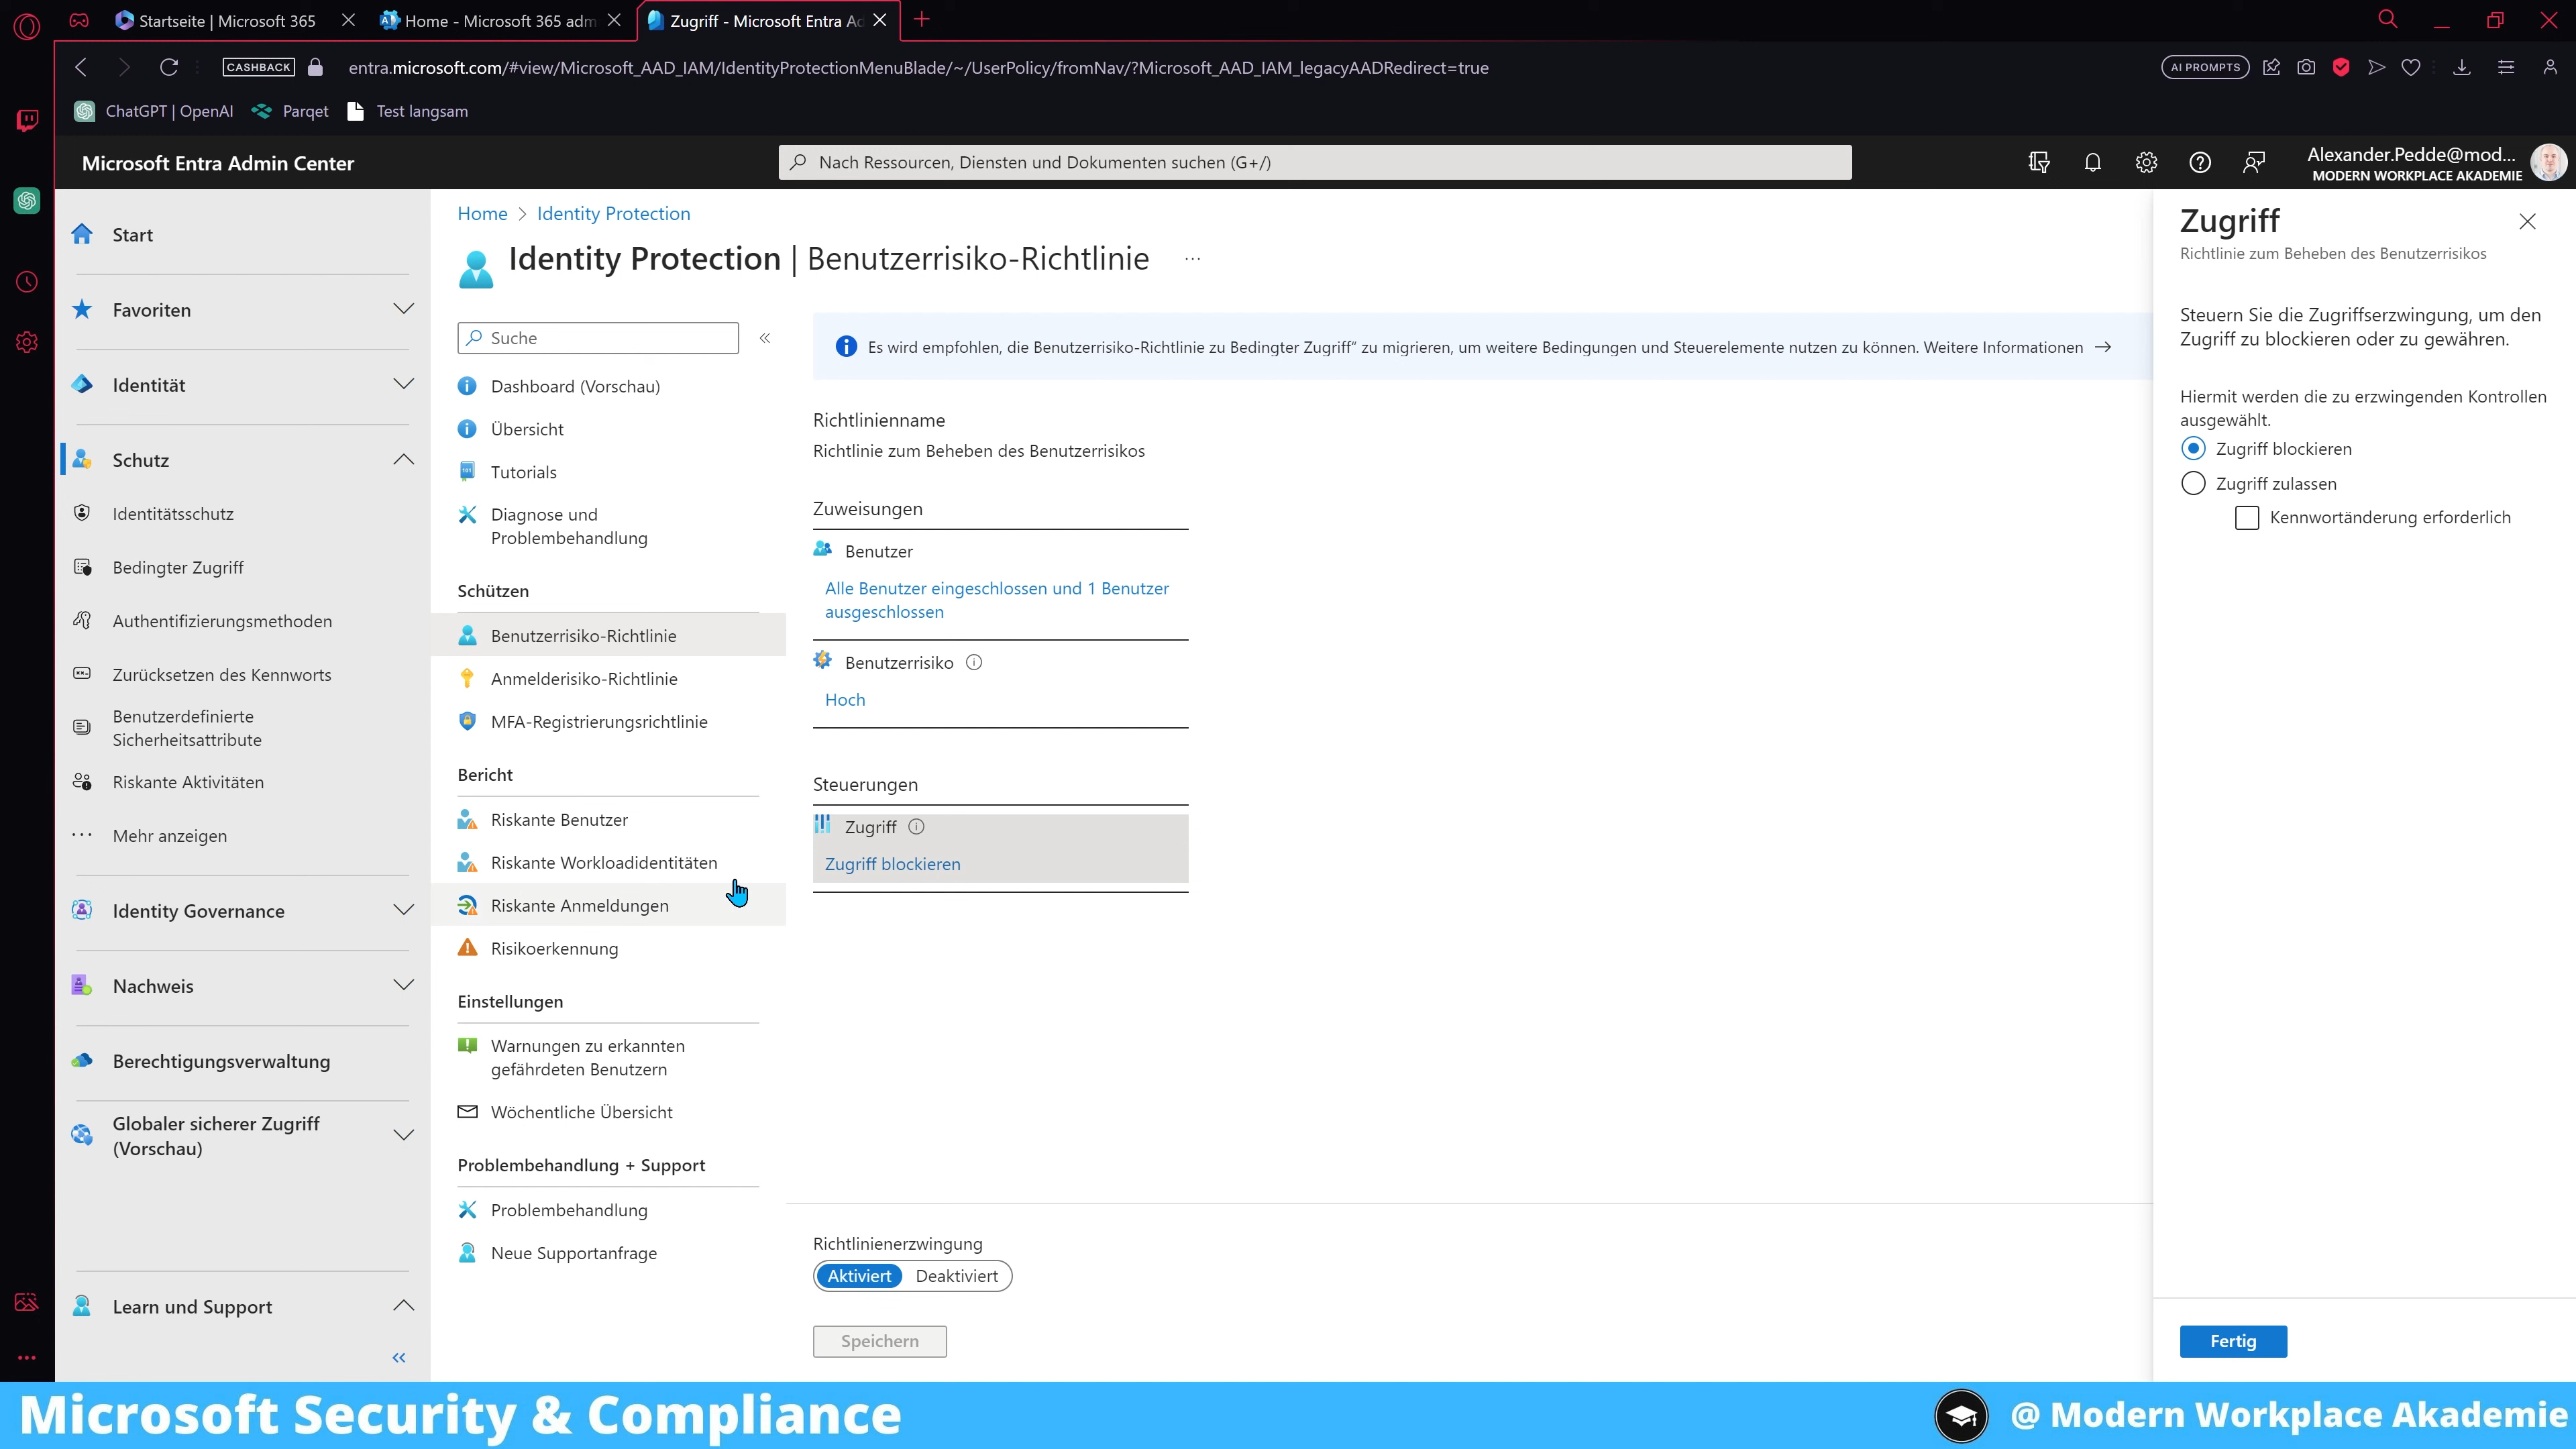 Startseite | Microsoft 365
Home - Microsoft 365 adm
Zugriff - Microsoft Entra Ad
CASHBACK
entra.microsoft.com/#view/Microsoft_AAD_IAM/IdentityProtectionMenuBlade/~/UserPolicy/fromNav/?Microsoft_AAD_IAM_legacyAADRedirect=true
AI PROMPTS
ChatGPT | OpenAI
Parqet
Test langsam
Microsoft Entra Admin Center
Nach Ressourcen, Diensten und Dokumenten suchen (G+/)
Alexander.Pedde@mod...
MODERN WORKPLACE AKADEMIE
Start
Favoriten
Identität
Schutz
Identitätsschutz
Bedingter Zugriff
Authentifizierungsmethoden
Zurücksetzen des Kennworts
Benutzerdefinierte
Sicherheitsattribute
Riskante Aktivitäten
Mehr anzeigen
Identity Governance
Nachweis
Berechtigungsverwaltung
Globaler sicherer Zugriff
(Vorschau)
Learn und Support
Home > Identity Protection
Identity Protection | Benutzerrisiko-Richtlinie
Suche
Dashboard (Vorschau)
Übersicht
Tutorials
Diagnose und
Problembehandlung
Schützen
Benutzerrisiko-Richtlinie
Anmelderisiko-Richtlinie
MFA-Registrierungsrichtlinie
Bericht
Riskante Benutzer
Riskante Workloadidentitäten
Riskante Anmeldungen
Risikoerkennung
Einstellungen
Warnungen zu erkannten
gefährdeten Benutzern
Wöchentliche Übersicht
Problembehandlung + Support
Problembehandlung
Neue Supportanfrage
Es wird empfohlen, die Benutzerrisiko-Richtlinie zu Bedingter Zugriff“ zu migrieren, um weitere Bedingungen und Steuerelemente nutzen zu können. Weitere Informationen →
Richtlinienname
Richtlinie zum Beheben des Benutzerrisikos
Zuweisungen
Benutzer
Alle Benutzer eingeschlossen und 1 Benutzer
ausgeschlossen
Benutzerrisiko
Hoch
Steuerungen
Zugriff
Zugriff blockieren
Richtlinienerzwingung
Aktiviert Deaktiviert
Speichern
Zugriff
Richtlinie zum Beheben des Benutzerrisikos
Steuern Sie die Zugriffserzwingung, um den
Zugriff zu blockieren oder zu gewähren.
Hiermit werden die zu erzwingenden Kontrollen
ausgewählt.
Zugriff blockieren
Zugriff zulassen
Kennwortänderung erforderlich
Fertig
Microsoft Security & Compliance
@ Modern Workplace Akademie